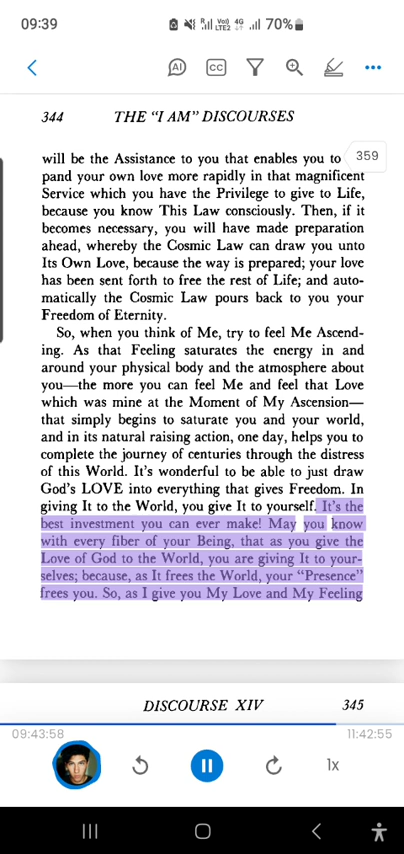 09:39
R Vo)) 4G LTE2 70%
AI CC
344 THE "I AM" DISCOURSES
359
will be the Assistance to you that enables you to
pand your own love more rapidly in that magnificent
Service which you have the Privilege to give to Life,
because you know This Law consciously. Then, if it
becomes necessary, you will have made preparation
ahead, whereby the Cosmic Law can draw you unto
Its Own Love, because the way is prepared; your love
has been sent forth to free the rest of Life; and auto-
matically the Cosmic Law pours back to you your
Freedom of Eternity.
So, when you think of Me, try to feel Me Ascend-
ing. As that Feeling saturates the energy in and
around your physical body and the atmosphere about
you—the more you can feel Me and feel that Love
which was mine at the Moment of My Ascension—
that simply begins to saturate you and your world,
and in its natural raising action, one day, helps you to
complete the journey of centuries through the distress
of this World. It's wonderful to be able to just draw
God's LOVE into everything that gives Freedom. In
giving It to the World, you give It to yourself. It's the
best investment you can ever make! May you know
with every fiber of your Being, that as you give the
Love of God to the World, you are giving It to your-
selves; because, as It frees the World, your "Presence"
frees you. So, as I give you My Love and My Feeling
DISCOURSE XIV 345
09:43:58 11:42:55
1x